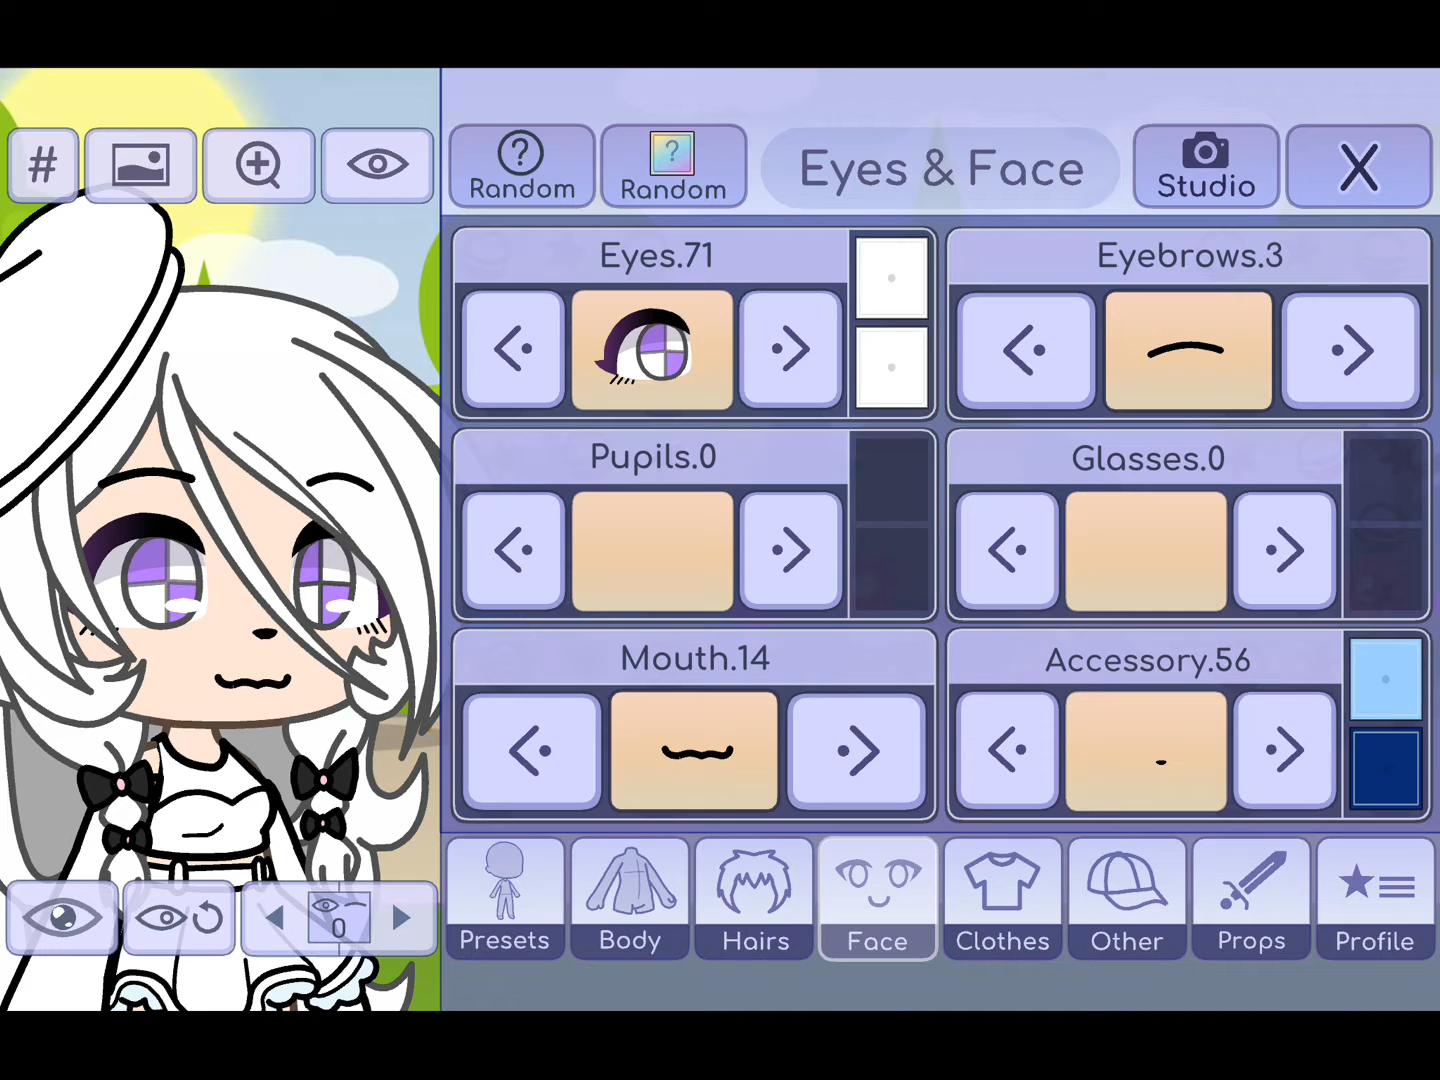 #
? Random
? Random
Eyes & Face
Studio
X
Eyes.71
Eyebrows.3
Pupils.0
Glasses.0
Mouth.14
Accessory.56
0
Presets
Body
Hairs
Face
Clothes
Other
Props
Profile